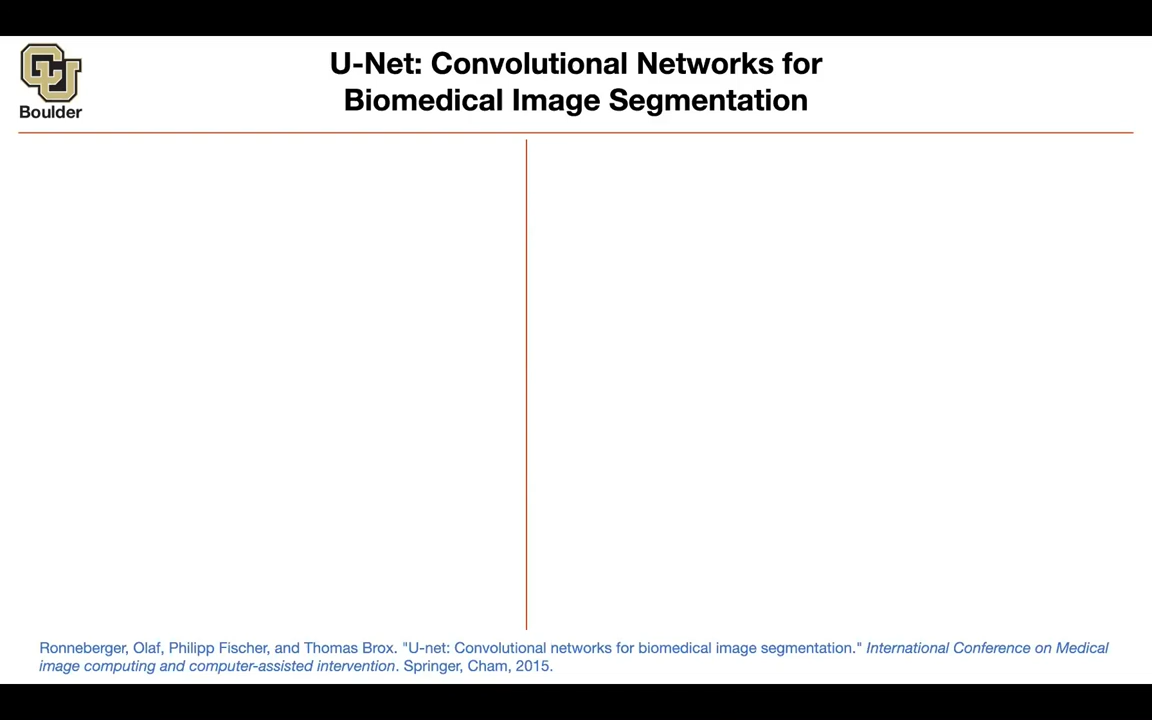 U-Net: Convolutional Networks for
Biomedical Image Segmentation
CU
Boulder
Ronneberger, Olaf, Philipp Fischer, and Thomas Brox. "U-net: Convolutional networks for biomedical image segmentation." International Conference on Medical
image computing and computer-assisted intervention. Springer, Cham, 2015.